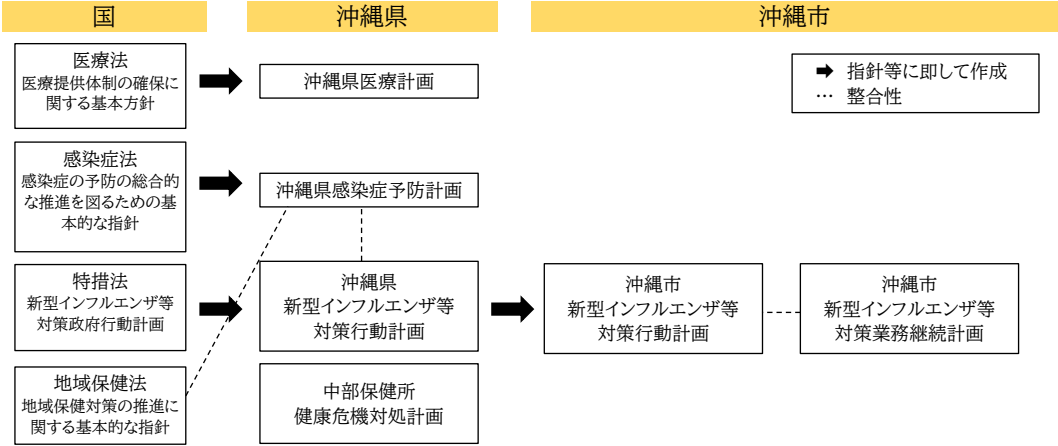 国
沖縄県
沖縄市
医療法
医療提供体制の確保に
関する基本方針
沖縄県医療計画
➡ 指針等に即して作成
… 整合性
感染症法
感染症の予防の総合的
な推進を図るための基
本的な指針
沖縄県感染症予防計画
特措法
新型インフルエンザ等
対策政府行動計画
沖縄県
新型インフルエンザ等
対策行動計画
沖縄市
新型インフルエンザ等
対策行動計画
沖縄市
新型インフルエンザ等
対策業務継続計画
地域保健法
地域保健対策の推進に
関する基本的な指針
中部保健所
健康危機対処計画